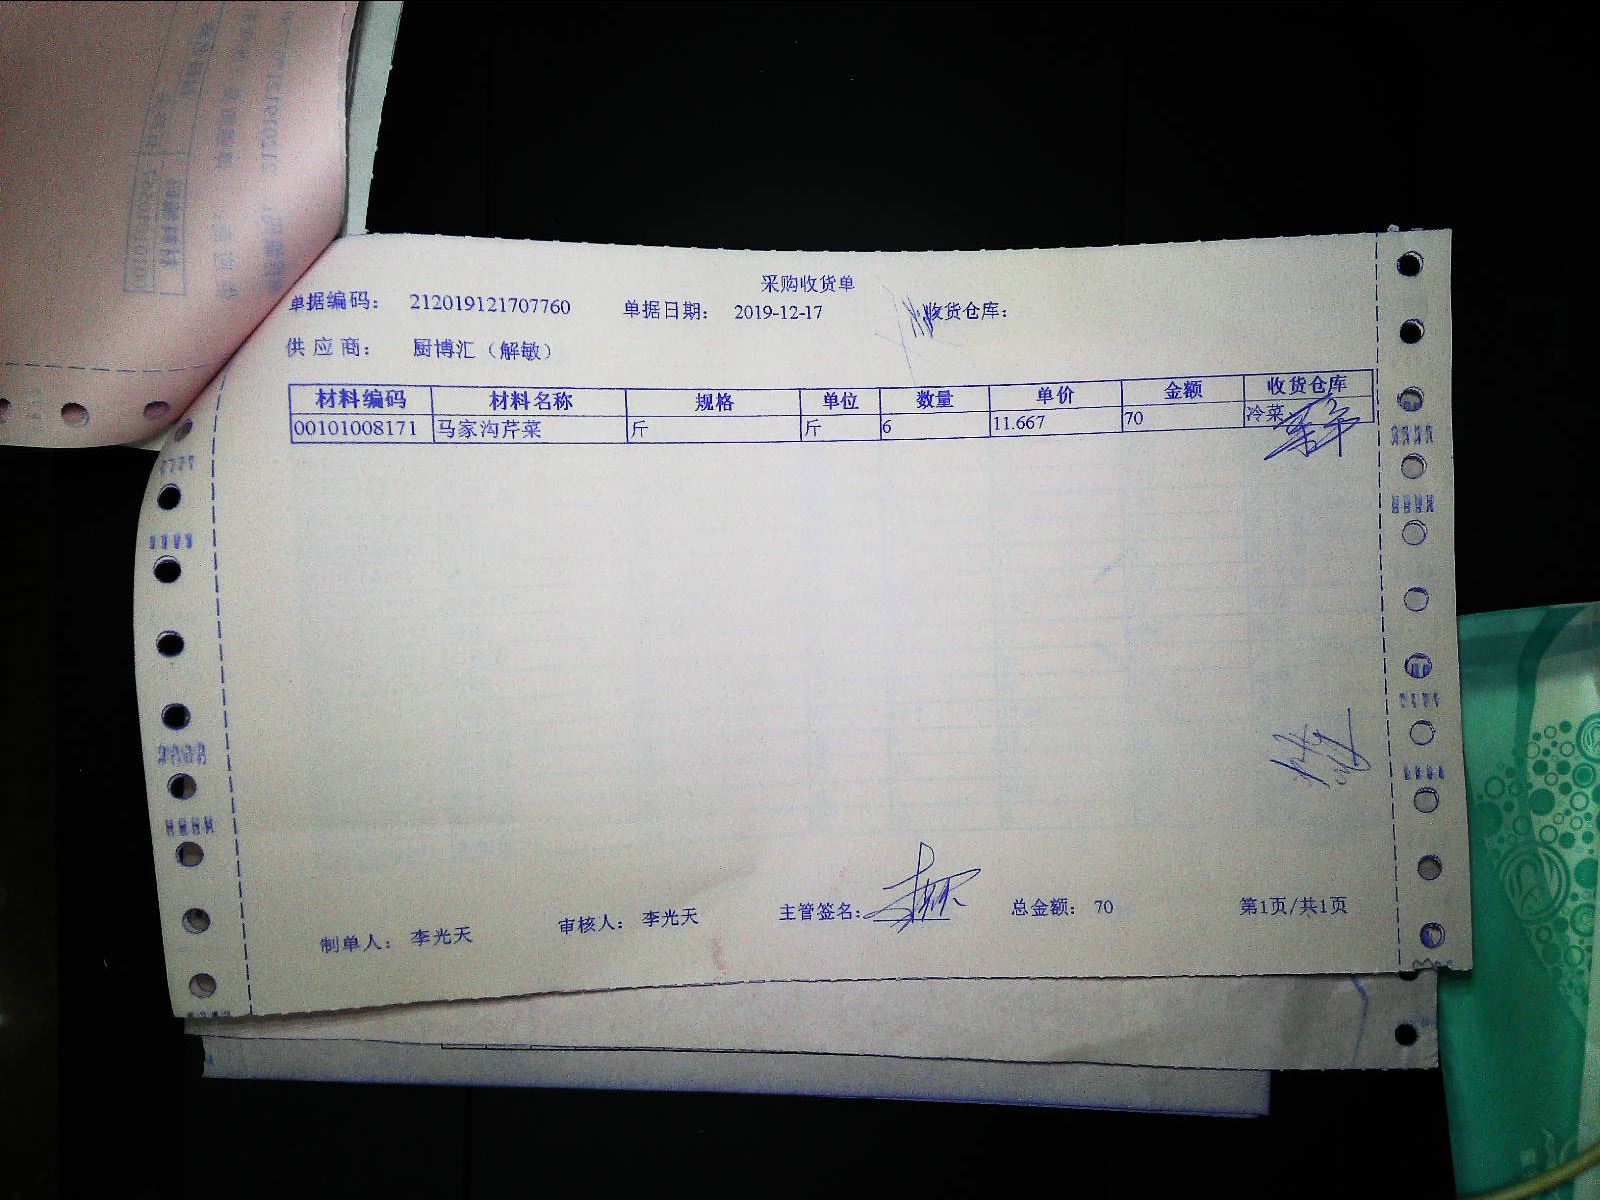 采购收货单
单据编码： 212019121707760 单据日期： 2019-12-17 收货仓库：
供应商： 厨博汇（解敏）
材料编码 材料名称 规格 单位 数量 单价 金额 收货仓库
00101008171 马家沟芹菜 斤 斤 6 11.667 70 冷菜
制单人： 李光天 审核人： 李光天 主管签名： 总金额： 70 第1页/共1页